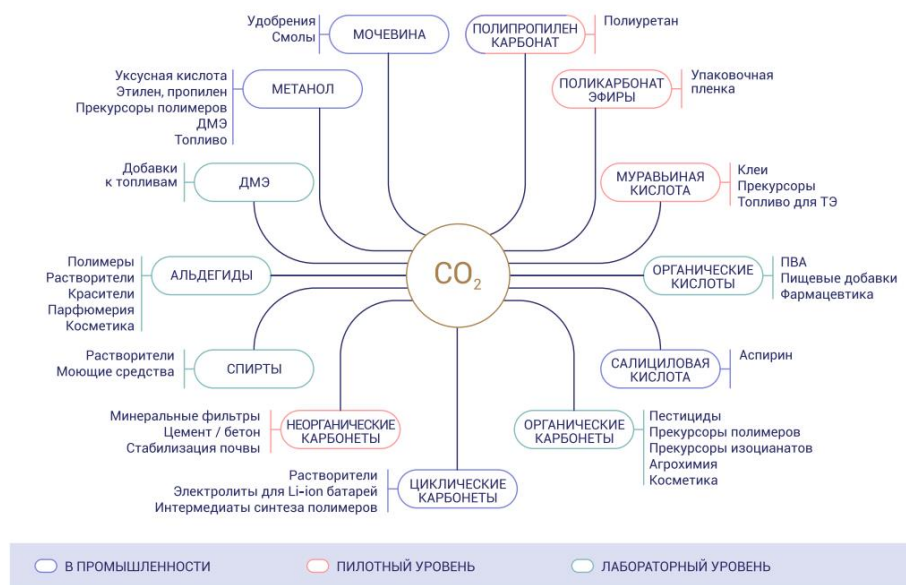 Удобрения
Смолы
МОЧЕВИНА
ПОЛИПРОПИЛЕН
КАРБОНАТ
Полиуретан
Уксусная кислота
Этилен, пропилен
Прекурсоры полимеров
ДМЭ
Топливо
МЕТАНОЛ
ПОЛИКАРБОНАТ
ЭФИРЫ
Упаковочная
пленка
Добавки
к топливам
ДМЭ
МУРАВЬИНАЯ
КИСЛОТА
Клеи
Прекурсоры
Топливо для ТЭ
Полимеры
Растворители
Красители
Парфюмерия
Косметика
АЛЬДЕГИДЫ
CO2
ОРГАНИЧЕСКИЕ
КИСЛОТЫ
ПВА
Пищевые добавки
Фармацевтика
Растворители
Моющие средства
СПИРТЫ
САЛИЦИЛОВАЯ
КИСЛОТА
Аспирин
Минеральные фильтры
Цемент / бетон
Стабилизация почвы
НЕОРГАНИЧЕСКИЕ
КАРБОНЕТЫ
ОРГАНИЧЕСКИЕ
КАРБОНЕТЫ
Пестициды
Прекурсоры полимеров
Прекурсоры изоцианатов
Агрохимия
Косметика
Растворители
Электролиты для Li-ion батарей
Интермедиаты синтеза полимеров
ЦИКЛИЧЕСКИЕ
КАРБОНЕТЫ
В ПРОМЫШЛЕННОСТИ
ПИЛОТНЫЙ УРОВЕНЬ
ЛАБОРАТОРНЫЙ УРОВЕНЬ